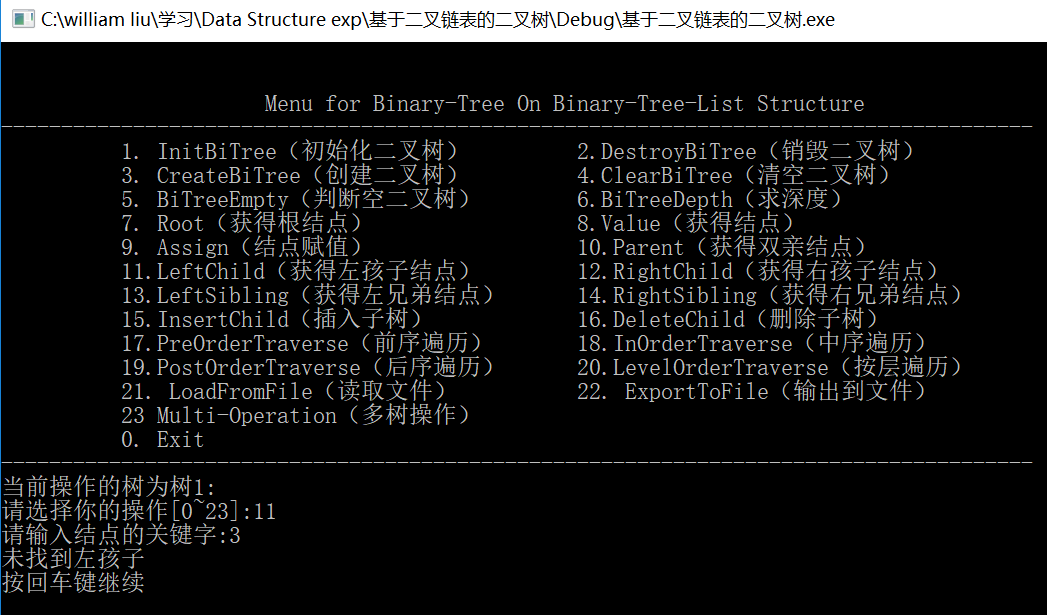 C:\william liu\学习\Data Structure exp\基于二叉链表的二叉树\Debug\基于二叉链表的二叉树.exe
Menu for Binary-Tree On Binary-Tree-List Structure
1. InitBiTree（初始化二叉树） 2.DestroyBiTree（销毁二叉树）
3. CreateBiTree（创建二叉树） 4.ClearBiTree（清空二叉树）
5. BiTreeEmpty（判断空二叉树） 6.BiTreeDepth（求深度）
7. Root（获得根结点） 8.Value（获得结点）
9. Assign（结点赋值） 10.Parent（获得双亲结点）
11.LeftChild（获得左孩子结点） 12.RightChild（获得右孩子结点）
13.LeftSibling（获得左兄弟结点） 14.RightSibling（获得右兄弟结点）
15.InsertChild（插入子树） 16.DeleteChild（删除子树）
17.PreOrderTraverse（前序遍历） 18.InOrderTraverse（中序遍历）
19.PostOrderTraverse（后序遍历） 20.LevelOrderTraverse（按层遍历）
21. LoadFromFile（读取文件） 22. ExportToFile（输出到文件）
23 Multi-Operation（多树操作）
0. Exit
当前操作的树为树1:
请选择你的操作[0~23]:11
请输入结点的关键字:3
未找到左孩子
按回车键继续